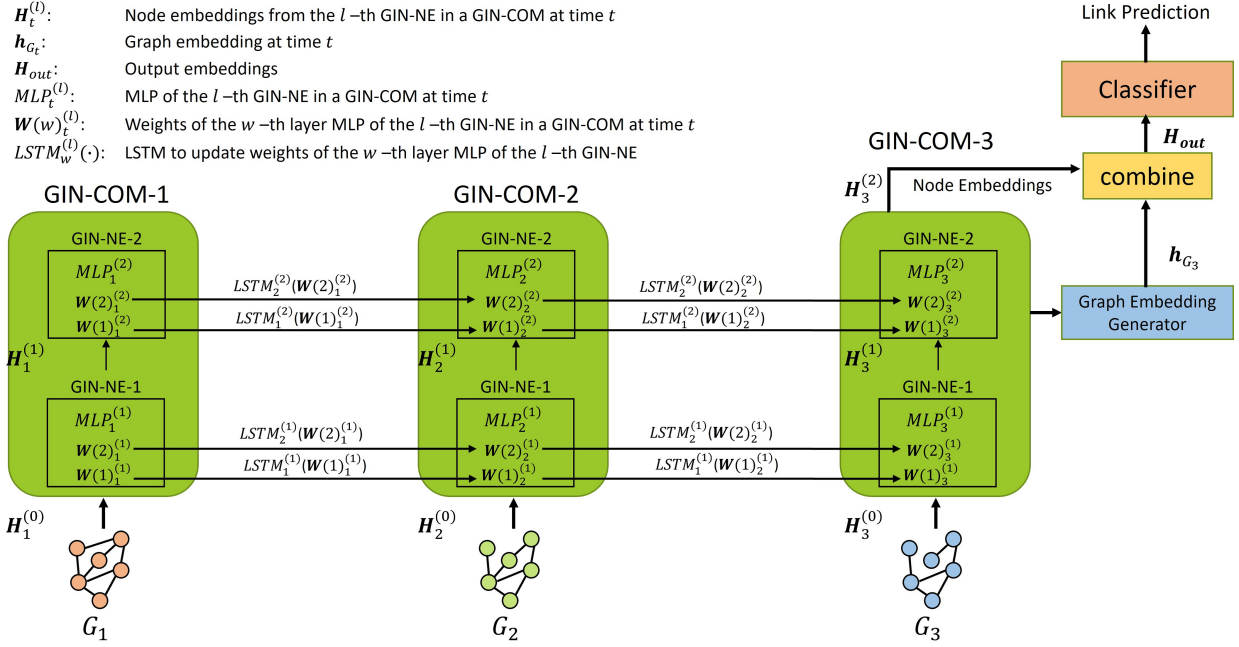 𝑯_t^(l): Node embeddings from the l –th GIN-NE in a GIN-COM at time t
𝒉_{G_t}: Graph embedding at time t
𝑯_out: Output embeddings
MLP_t^(l): MLP of the l –th GIN-NE in a GIN-COM at time t
𝑾(w)_t^(l): Weights of the w –th layer MLP of the l –th GIN-NE in a GIN-COM at time t
LSTM_w^(l)(·): LSTM to update weights of the w –th layer MLP of the l –th GIN-NE
Link Prediction
Classifier
𝑯_out
combine
𝒉_{G_3}
Graph Embedding
Generator
GIN-COM-1
GIN-NE-2
MLP_1^(2)
𝑾(2)_1^(2)
𝑾(1)_1^(2)
𝑯_1^(1)
GIN-NE-1
MLP_1^(1)
𝑾(2)_1^(1)
𝑾(1)_1^(1)
𝑯_1^(0)
G_1
LSTM_2^(2)(𝑾(2)_1^(2))
LSTM_1^(2)(𝑾(1)_1^(2))
LSTM_2^(1)(𝑾(2)_1^(1))
LSTM_1^(1)(𝑾(1)_1^(1))
GIN-COM-2
GIN-NE-2
MLP_2^(2)
𝑾(2)_2^(2)
𝑾(1)_2^(2)
𝑯_2^(1)
GIN-NE-1
MLP_2^(1)
𝑾(2)_2^(1)
𝑾(1)_2^(1)
𝑯_2^(0)
G_2
LSTM_2^(2)(𝑾(2)_2^(2))
LSTM_1^(2)(𝑾(1)_2^(2))
LSTM_2^(1)(𝑾(2)_2^(1))
LSTM_1^(1)(𝑾(1)_2^(1))
GIN-COM-3
𝑯_3^(2)
Node Embeddings
GIN-NE-2
MLP_3^(2)
𝑾(2)_3^(2)
𝑾(1)_3^(2)
𝑯_3^(1)
GIN-NE-1
MLP_3^(1)
𝑾(2)_3^(1)
𝑾(1)_3^(1)
𝑯_3^(0)
G_3